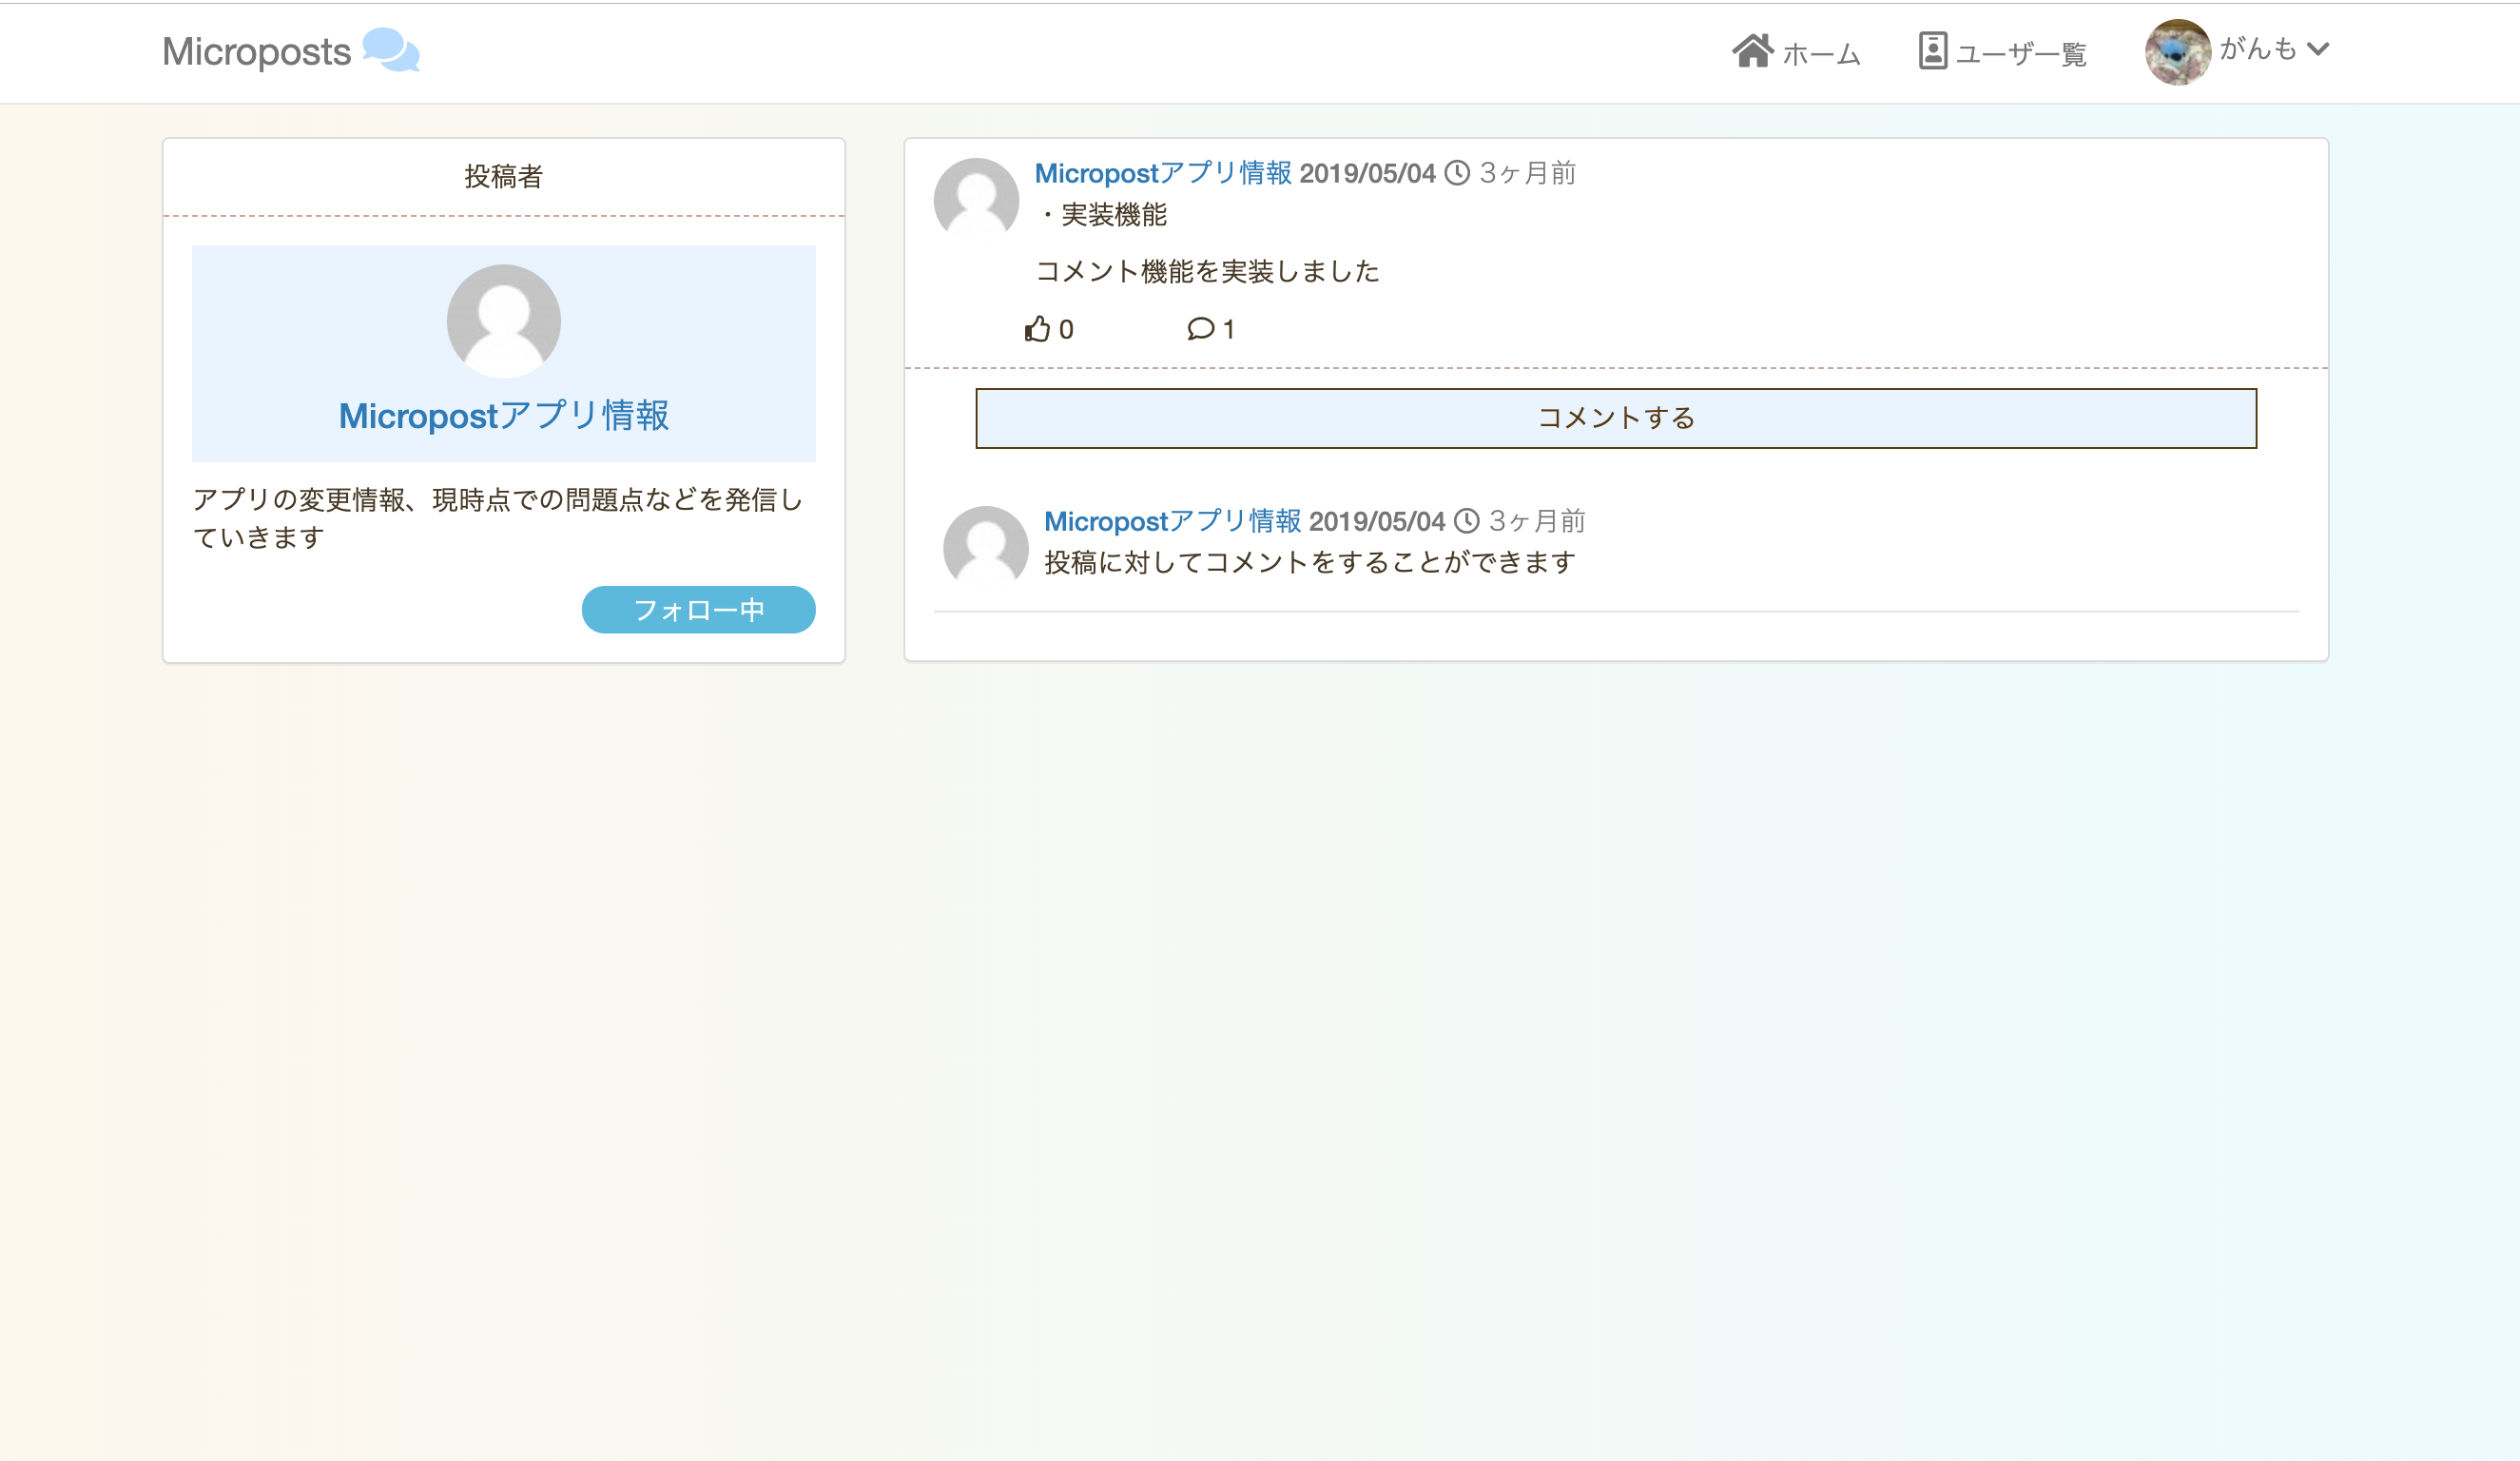 Microposts
ホーム
ユーザ一覧
がんも
投稿者
Micropostアプリ情報
アプリの変更情報、現時点での問題点などを発信し
ていきます
フォロー中
Micropostアプリ情報 2019/05/04 3ヶ月前
・実装機能
コメント機能を実装しました
0 1
コメントする
Micropostアプリ情報 2019/05/04 3ヶ月前
投稿に対してコメントをすることができます